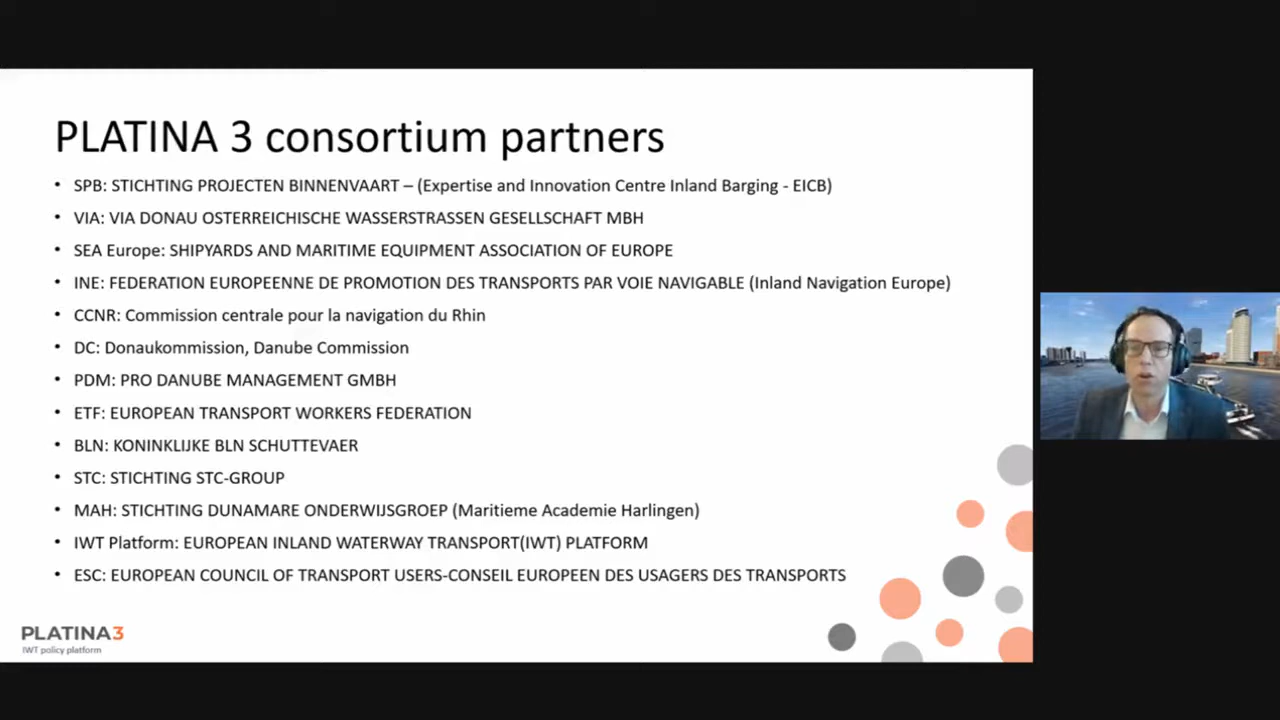 PLATINA 3 consortium partners
• SPB: STICHTING PROJECTEN BINNENVAART – (Expertise and Innovation Centre Inland Barging - EICB)
• VIA: VIA DONAU OSTERREICHISCHE WASSERSTRASSEN GESELLSCHAFT MBH
• SEA Europe: SHIPYARDS AND MARITIME EQUIPMENT ASSOCIATION OF EUROPE
• INE: FEDERATION EUROPEENNE DE PROMOTION DES TRANSPORTS PAR VOIE NAVIGABLE (Inland Navigation Europe)
• CCNR: Commission centrale pour la navigation du Rhin
• DC: Donaukommission, Danube Commission
• PDM: PRO DANUBE MANAGEMENT GMBH
• ETF: EUROPEAN TRANSPORT WORKERS FEDERATION
• BLN: KONINKLIJKE BLN SCHUTTEVAER
• STC: STICHTING STC-GROUP
• MAH: STICHTING DUNAMARE ONDERWIJSGROEP (Maritieme Academie Harlingen)
• IWT Platform: EUROPEAN INLAND WATERWAY TRANSPORT(IWT) PLATFORM
• ESC: EUROPEAN COUNCIL OF TRANSPORT USERS-CONSEIL EUROPEEN DES USAGERS DES TRANSPORTS
PLATINA3
IWT policy platform